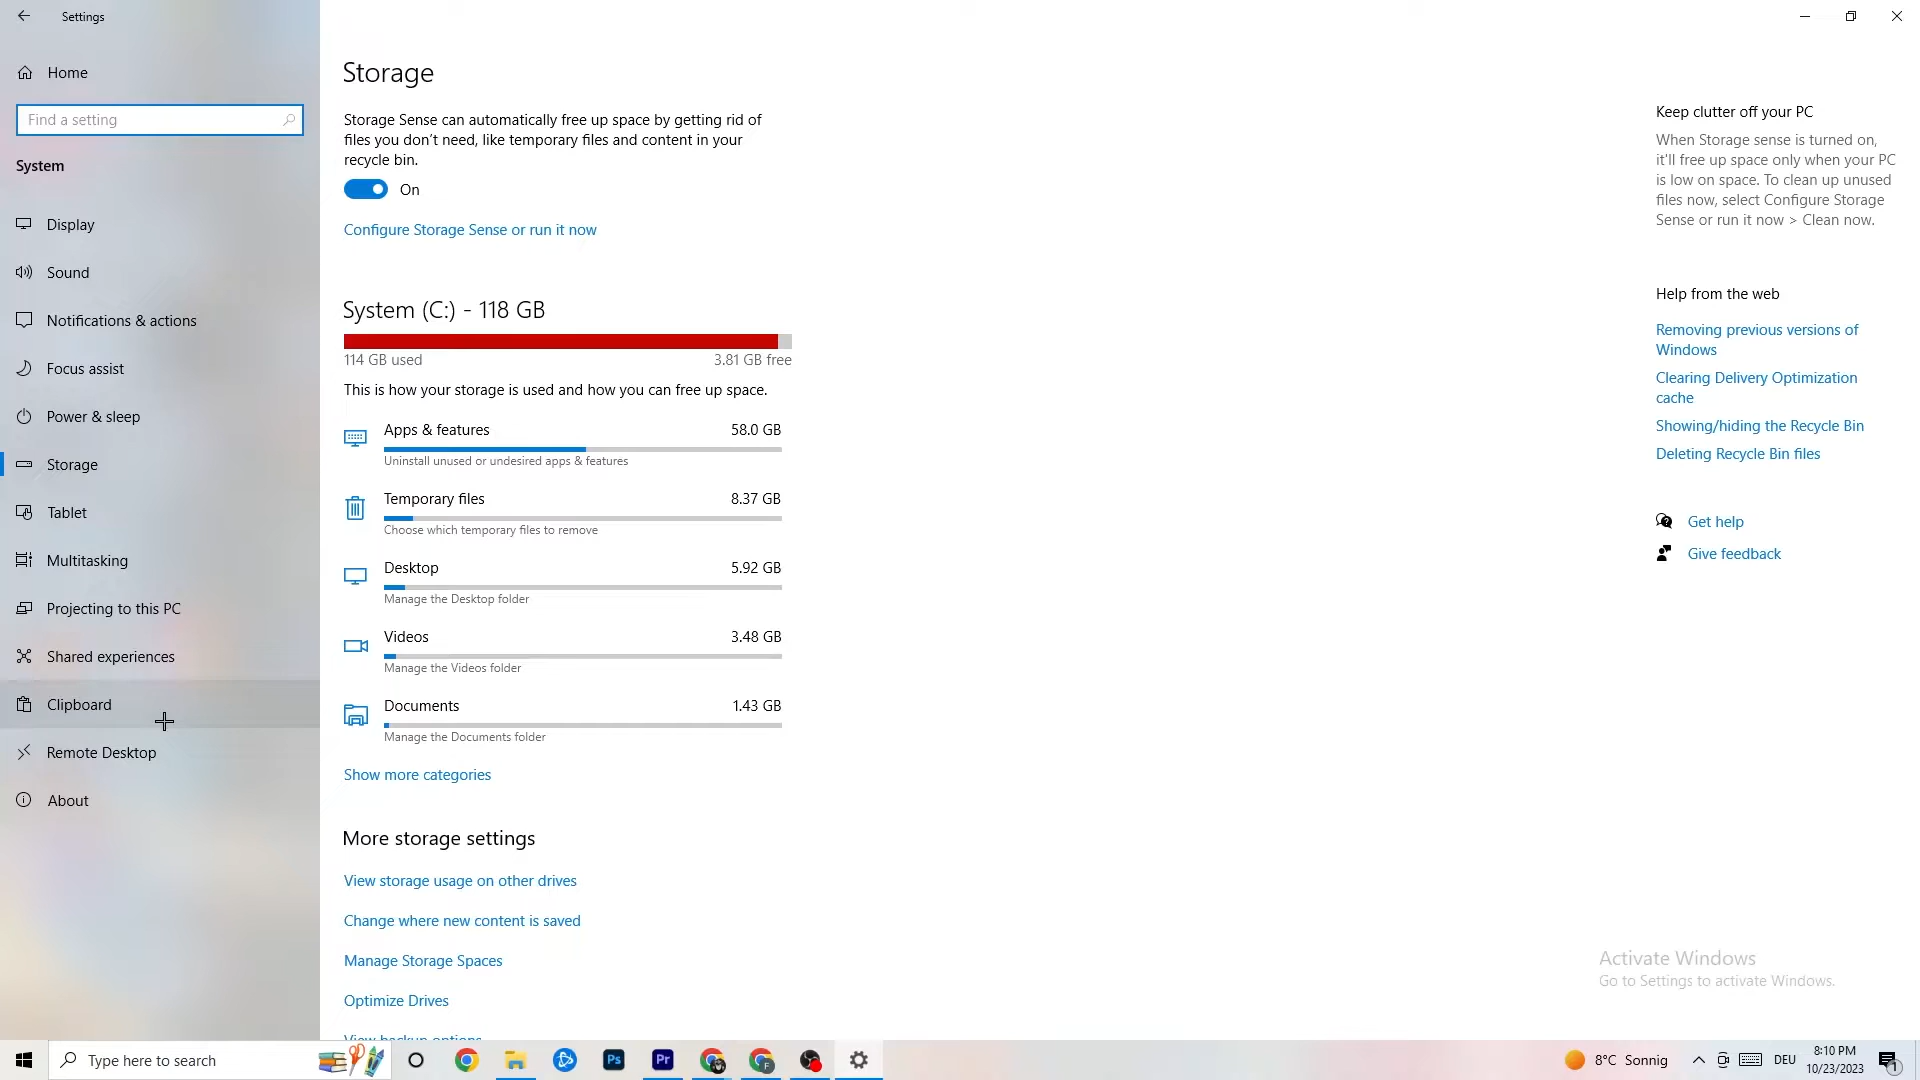 Settings
Home
Find a setting
System
Display
Sound
Notifications & actions
Focus assist
Power & sleep
Storage
Tablet
Multitasking
Projecting to this PC
Shared experiences
Clipboard
Remote Desktop
About
Storage
Storage Sense can automatically free up space by getting rid of
files you don't need, like temporary files and content in your
recycle bin.
On
Configure Storage Sense or run it now
System (C:) - 118 GB
114 GB used 3.81 GB free
This is how your storage is used and how you can free up space.
Apps & features 58.0 GB
Uninstall unused or undesired apps & features
Temporary files 8.37 GB
Choose which temporary files to remove
Desktop 5.92 GB
Manage the Desktop folder
Videos 3.48 GB
Manage the Videos folder
Documents 1.43 GB
Manage the Documents folder
Show more categories
More storage settings
View storage usage on other drives
Change where new content is saved
Manage Storage Spaces
Optimize Drives
View backup options
Keep clutter off your PC
When Storage sense is turned on,
it'll free up space only when your PC
is low on space. To clean up unused
files now, select Configure Storage
Sense or run it now > Clean now.
Help from the web
Removing previous versions of
Windows
Clearing Delivery Optimization
cache
Showing/hiding the Recycle Bin
Deleting Recycle Bin files
Get help
Give feedback
Activate Windows
Go to Settings to activate Windows.
Type here to search
Ps
Pr
F
8°C Sonnig
DEU
8:10 PM
10/23/2023
1